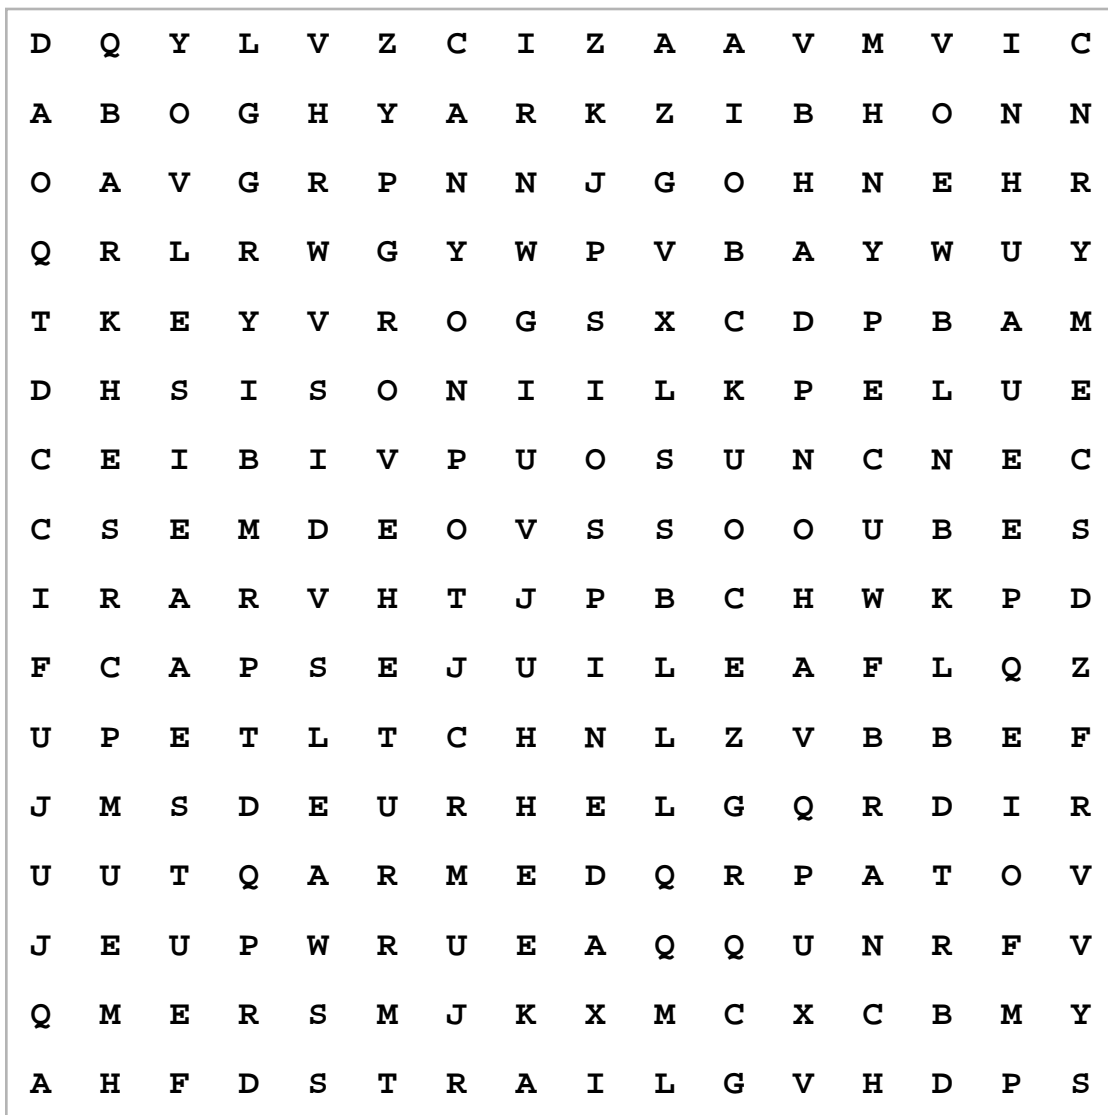 D Q Y L V Z C I Z A A V M V I C
A B O G H Y A R K Z I B H O N N
O A V G R P N N J G O H N E H R
Q R L R W G Y W P V B A Y W U Y
T K E Y V R O G S X C D P B A M
D H S I S O N I I L K P E L U E
C E I B I V P U O S U N C N E C
C S E M D E O V S S O O U B E S
I R A R V H T J P B C H W K P D
F C A P S E J U I L E A F L Q Z
U P E T L T C H N L Z V B B E F
J M S D E U R H E L G Q R D I R
U U T Q A R M E D Q R P A T O V
J E U P W R U E A Q Q U N R F V
Q M E R S M J K X M C X C B M Y
A H F D S T R A I L G V H D P S